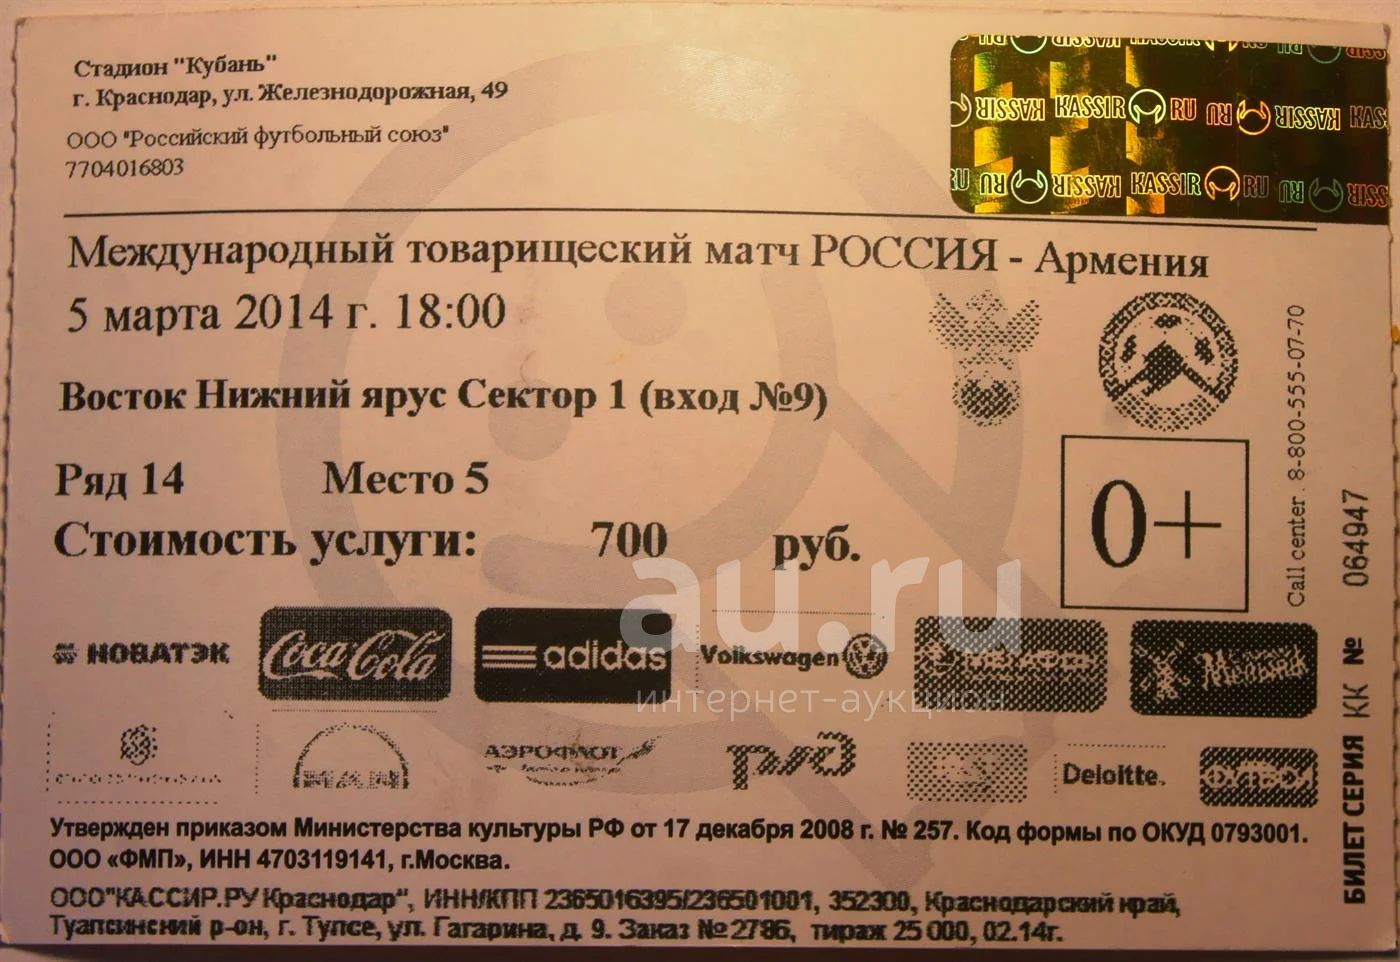 Стадион "Кубань"
г. Краснодар, ул. Железнодорожная, 49
ООО "Российский футбольный союз"
7704016803
KASSIR RU
KASSIR RU
Международный товарищеский матч РОССИЯ - Армения
5 марта 2014 г. 18:00
Восток Нижний ярус Сектор 1 (вход №9)
Ряд 14 Место 5
Стоимость услуги: 700 руб.
0+
Call center. 8-800-555-07-70
БИЛЕТ СЕРИЯ КК № 064947
au.ru
интернет-аукцион
НОВАТЭК Coca-Cola adidas Volkswagen
MAN АЭРОФЛОТ Deloitte.
Утвержден приказом Министерства культуры РФ от 17 декабря 2008 г. № 257. Код формы по ОКУД 0793001.
ООО «ФМП», ИНН 4703119141, г.Москва.
ООО"КАССИР.РУ Краснодар", ИНН/КПП 2365016395/236501001, 352300, Краснодарский край,
Туапсинский р-он, г. Тупсе, ул. Гагарина, д. 9. Заказ №2786, тираж 25 000, 02.14г.